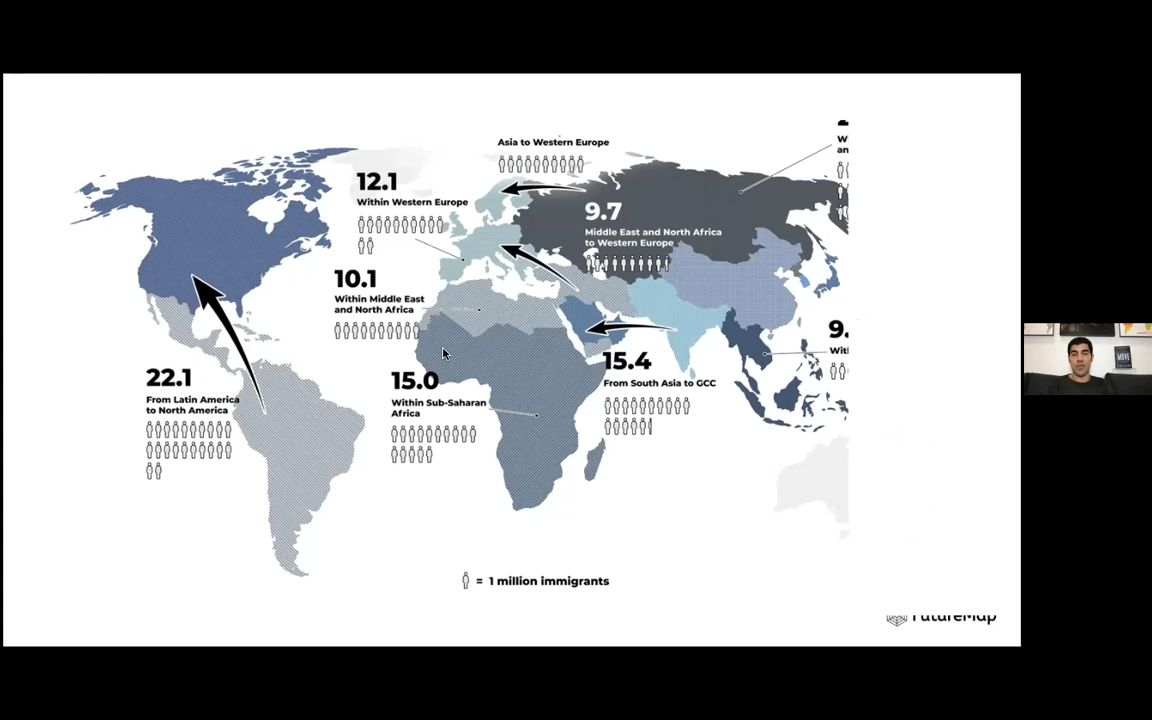 Asia to Western Europe
12.1
Within Western Europe
9.7
Middle East and North Africa
to Western Europe
10.1
Within Middle East
and North Africa
22.1
From Latin America
to North America
15.0
Within Sub-Saharan
Africa
15.4
From South Asia to GCC
9.
= 1 million immigrants
FutureMap
MOVE